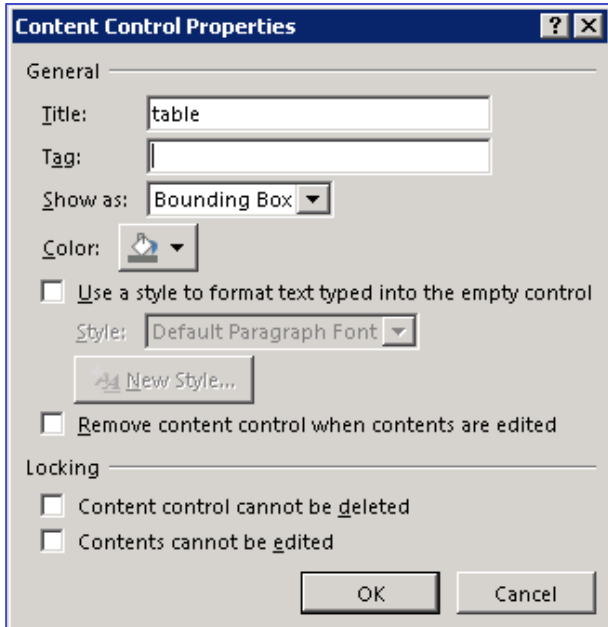 Content Control Properties ? X
General
Title: table
Tag:
Show as: Bounding Box
Color:
Use a style to format text typed into the empty control
Style: Default Paragraph Font
New Style...
Remove content control when contents are edited
Locking
Content control cannot be deleted
Contents cannot be edited
OK Cancel